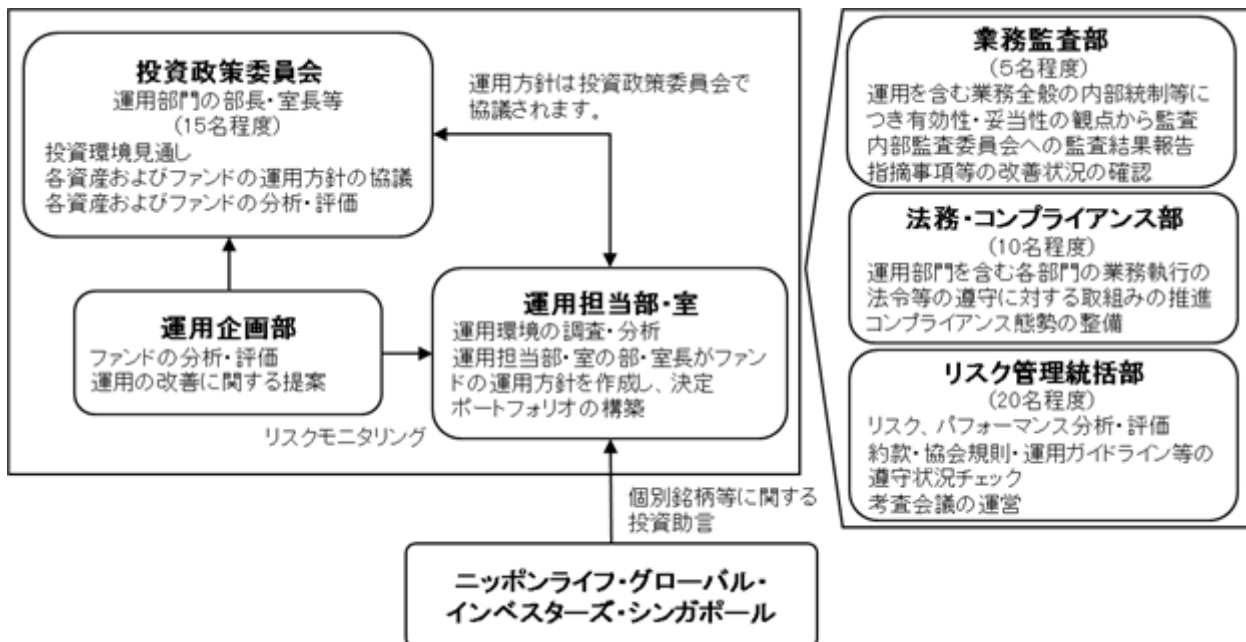 投資政策委員会
運用部門の部長・室長等
(15名程度)
投資環境見通し
各資産およびファンドの運用方針の協議
各資産およびファンドの分析・評価
運用方針は投資政策委員会で
協議されます。
運用企画部
ファンドの分析・評価
運用の改善に関する提案
運用担当部・室
運用環境の調査・分析
運用担当部・室の部・室長がファン
ドの運用方針を作成し、決定
ポートフォリオの構築
リスクモニタリング
個別銘柄等に関する
投資助言
ニッポンライフ・グローバル・
インベスターズ・シンガポール
業務監査部
(5名程度)
運用を含む業務全般の内部統制等に
つき有効性・妥当性の観点から監査
内部監査委員会への監査結果報告
指摘事項等の改善状況の確認
法務・コンプライアンス部
(10名程度)
運用部門を含む各部門の業務執行の
法令等の遵守に対する取組みの推進
コンプライアンス態勢の整備
リスク管理統括部
(20名程度)
リスク、パフォーマンス分析・評価
約款・協会規則・運用ガイドライン等の
遵守状況チェック
考査会議の運営